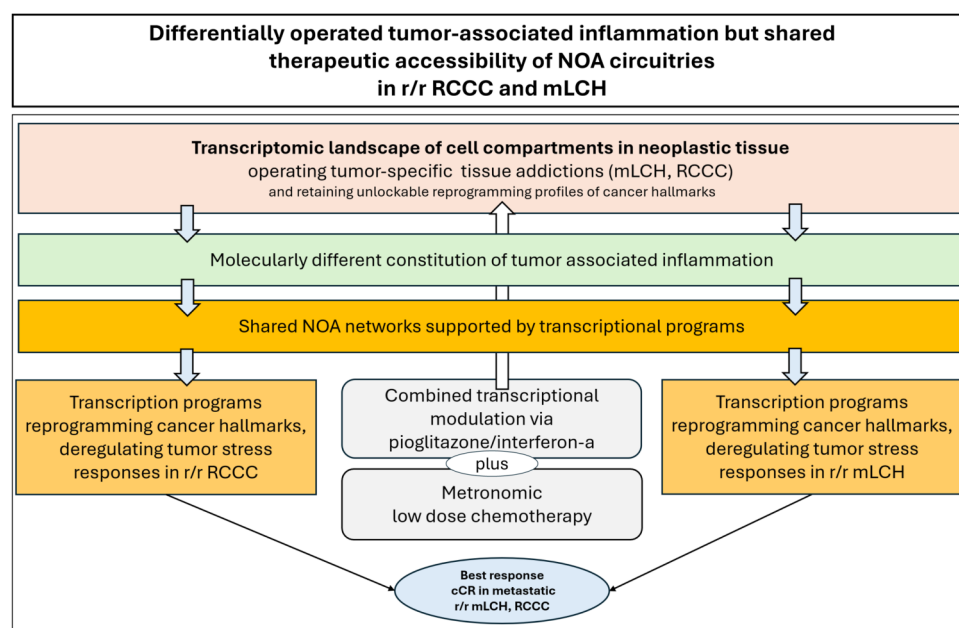 Differentially operated tumor-associated inflammation but shared
therapeutic accessibility of NOA circuitries
in r/r RCCC and mLCH
Transcriptomic landscape of cell compartments in neoplastic tissue
operating tumor-specific tissue addictions (mLCH, RCCC)
and retaining unlockable reprogramming profiles of cancer hallmarks
Molecularly different constitution of tumor associated inflammation
Shared NOA networks supported by transcriptional programs
Transcription programs
reprogramming cancer hallmarks,
deregulating tumor stress
responses in r/r RCCC
Combined transcriptional
modulation via
pioglitazone/interferon-a
plus
Metronomic
low dose chemotherapy
Transcription programs
reprogramming cancer hallmarks,
deregulating tumor stress
responses in r/r mLCH
Best response
cCR in metastatic
r/r mLCH, RCCC